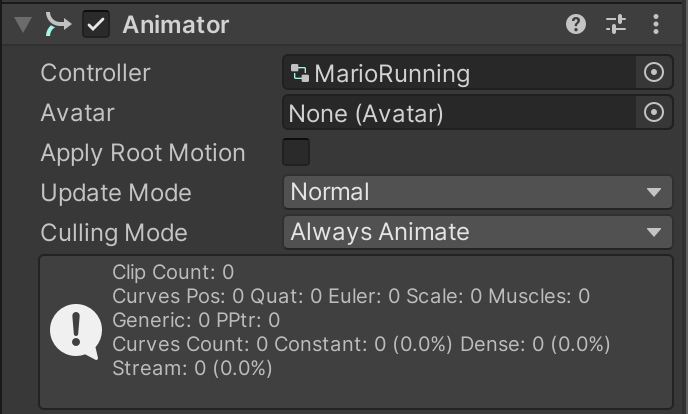 Animator
Controller MarioRunning
Avatar None (Avatar)
Apply Root Motion
Update Mode Normal
Culling Mode Always Animate
Clip Count: 0
Curves Pos: 0 Quat: 0 Euler: 0 Scale: 0 Muscles: 0
Generic: 0 PPtr: 0
Curves Count: 0 Constant: 0 (0.0%) Dense: 0 (0.0%)
Stream: 0 (0.0%)